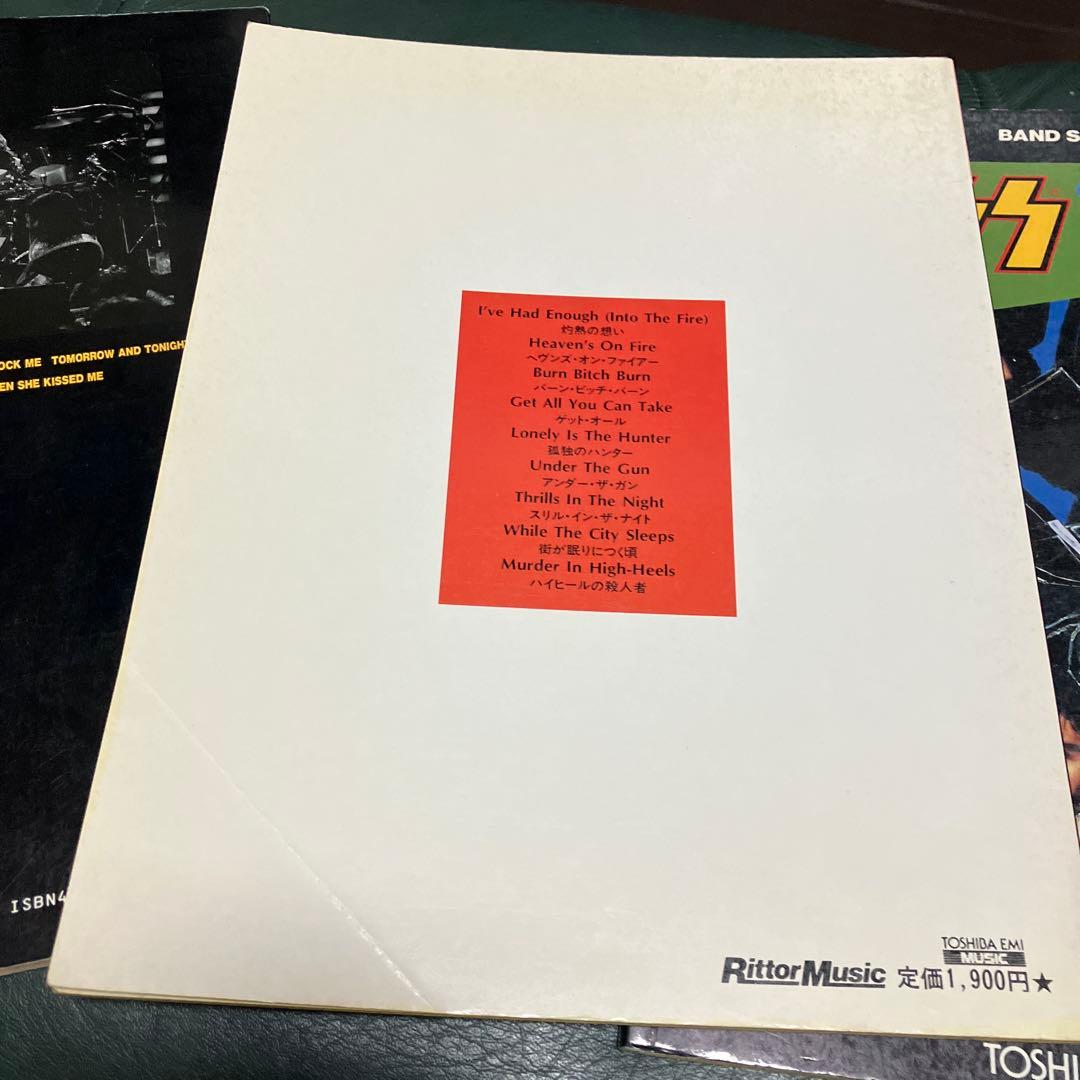 OCK ME TOMORROW AND TONIGHT
EN SHE KISSED ME
ISBN4
I've Had Enough (Into The Fire)
灼熱の想い
Heaven's On Fire
ヘヴンズ・オン・ファイアー
Burn Bitch Burn
バーン・ビッチ・バーン
Get All You Can Take
ゲット・オール
Lonely Is The Hunter
孤独のハンター
Under The Gun
アンダー・ザ・ガン
Thrills In The Night
スリル・イン・ザ・ナイト
While The City Sleeps
街が眠りにつく頃
Murder In High-Heels
ハイヒールの殺人者
TOSHIBA EMI
MUSIC
RittorMusic 定価1,900円★
BAND S
TOSHI